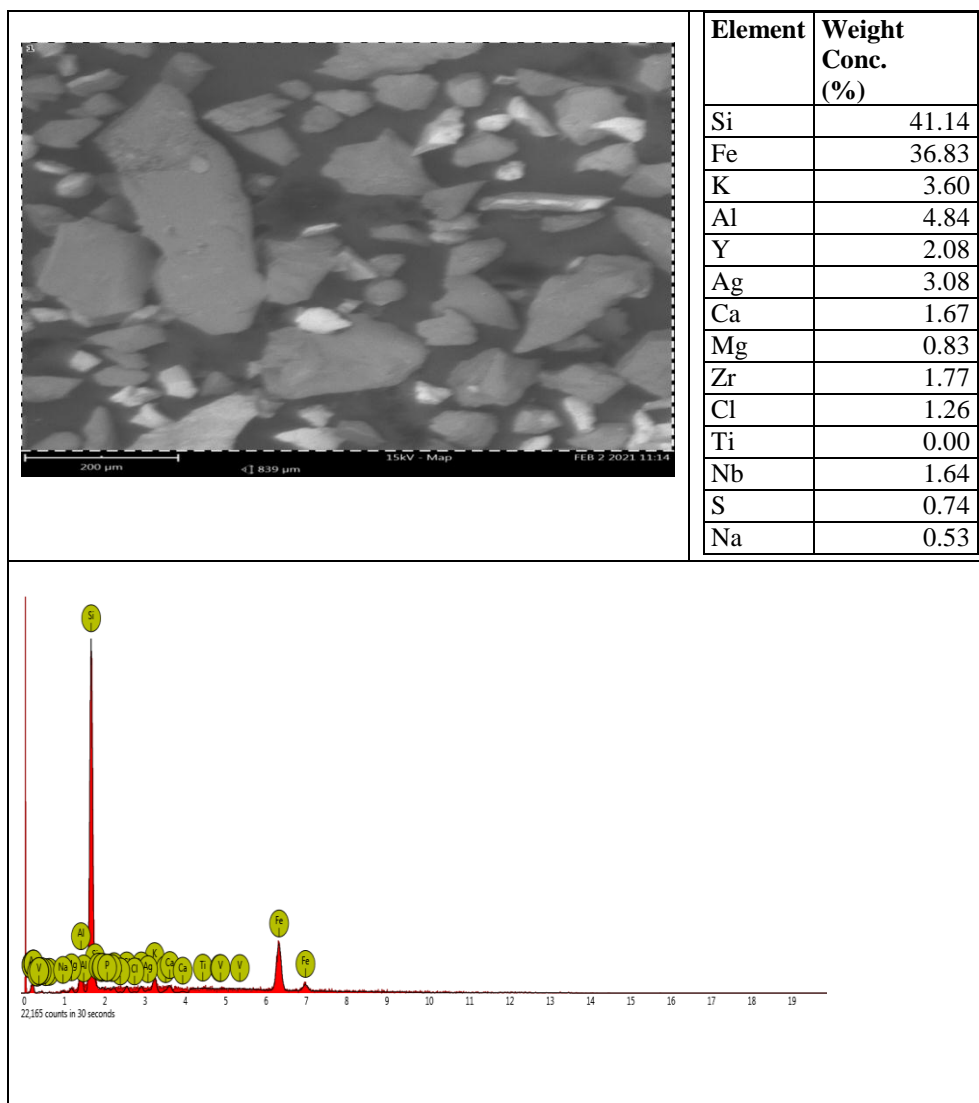 1
200 µm
839 µm
15kV - Map
FEB 2 2021 11:14
Element Weight
Conc.
(%)
Si 41.14
Fe 36.83
K 3.60
Al 4.84
Y 2.08
Ag 3.08
Ca 1.67
Mg 0.83
Zr 1.77
Cl 1.26
Ti 0.00
Nb 1.64
S 0.74
Na 0.53
Si
Al
Fe
V Na Al P Cl Ag K Ca Ca Ti V V Fe
0 1 2 3 4 5 6 7 8 9 10 11 12 13 14 15 16 17 18 19
22,165 counts in 30 seconds